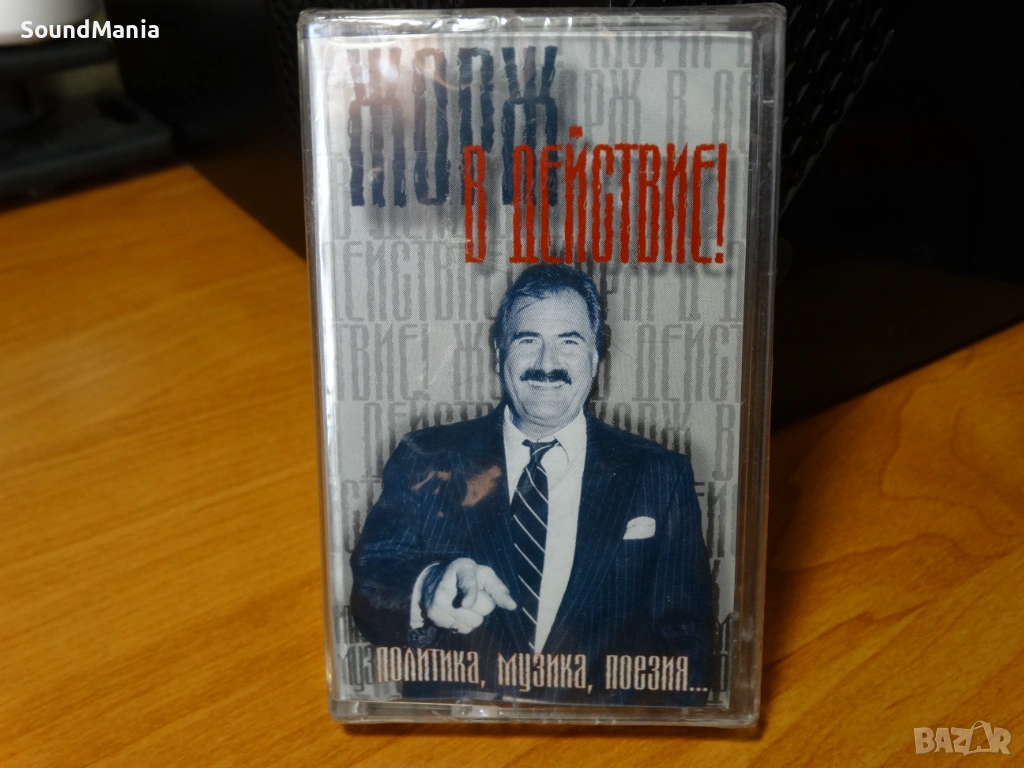 SoundMania
ЖОРЖ
В ДЕЙСТВИЕ!
ПОЛИТИКА, МУЗИКА, ПОЕЗИЯ...
BAZAR